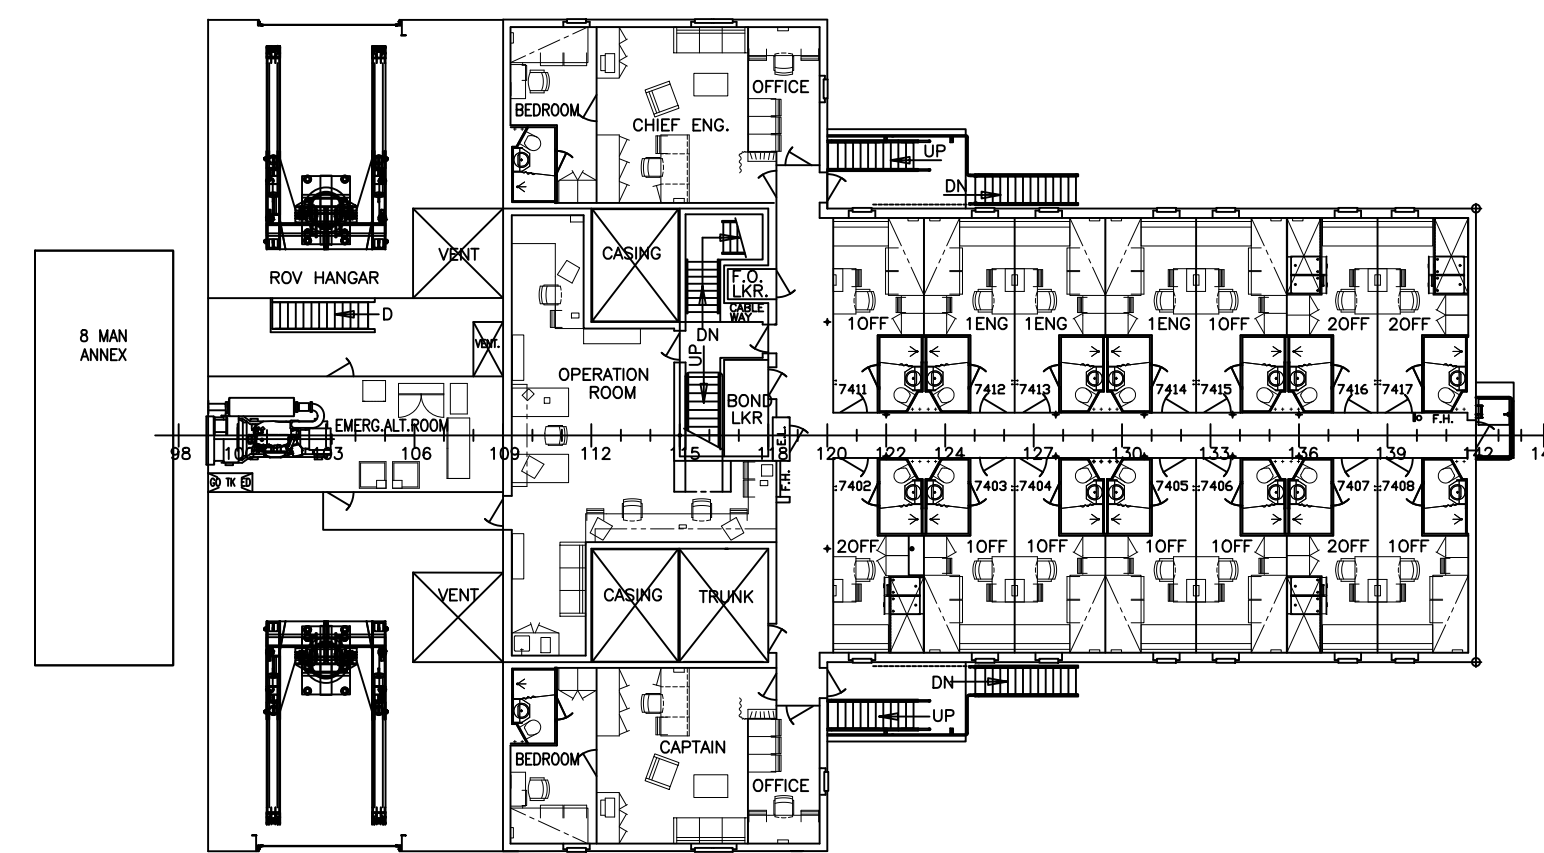 OFFICE
BEDROOM
CHIEF ENG.
UP
DN
VENT
CASING
ROV HANGAR
F.O.
LKR.
CABLE
WAY
D
8 MAN
ANNEX
VENT.
DN
UP
1OFF
1ENG
1ENG
1ENG
1OFF
2OFF
2OFF
OPERATION
ROOM
7411
7412
7413
7414
7415
7416
7417
BOND
LKR
EMERG.ALT.ROOM
F.H.
E.L.
98
103
106
109
112
115
118
120
122
124
127
130
133
136
139
142
GO TK ED
F.H.
7402
7403
7404
7405
7406
7407
7408
2OFF
1OFF
1OFF
1OFF
1OFF
2OFF
1OFF
VENT
CASING
TRUNK
DN
UP
CAPTAIN
BEDROOM
OFFICE